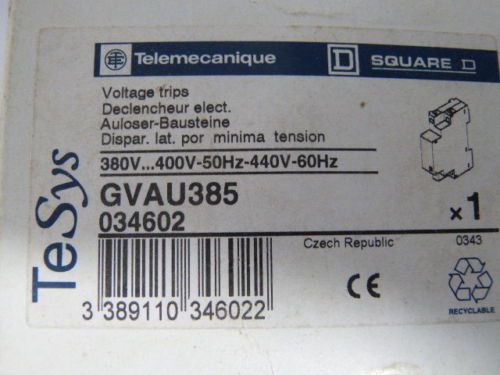 Telemecanique
D SQUARE D
TeSys
Voltage trips
Declencheur elect.
Auloser-Bausteine
Dispar. lat. por minima tension
380V...400V-50Hz-440V-60Hz
GVAU385
034602
x1
Czech Republic 0343
3 389110 346022
CE
RECYCLABLE